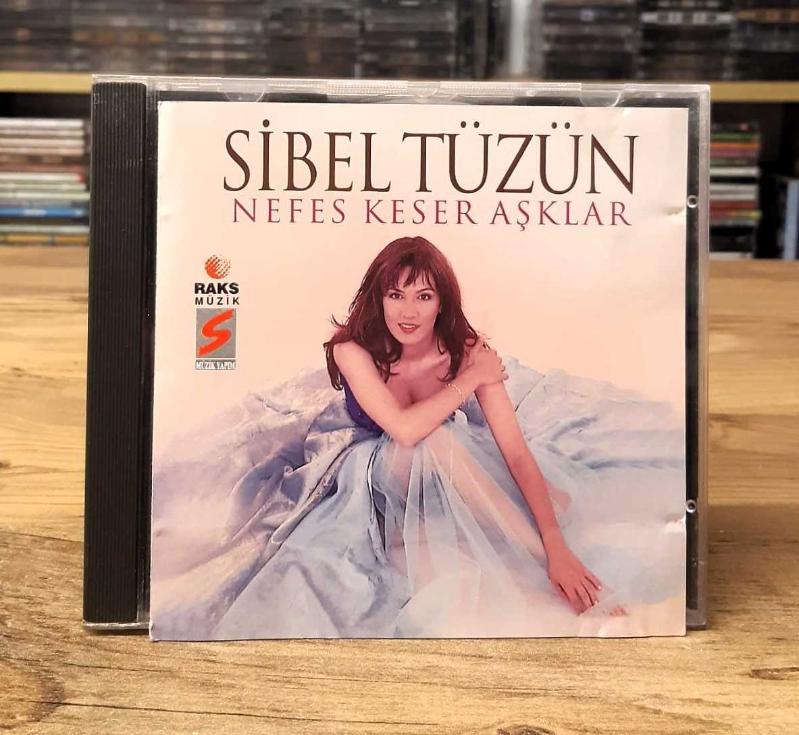 SİBEL TÜZÜN
NEFES KESER AŞKLAR
RAKS
MÜZİK
S
MÜZİK YAPIM